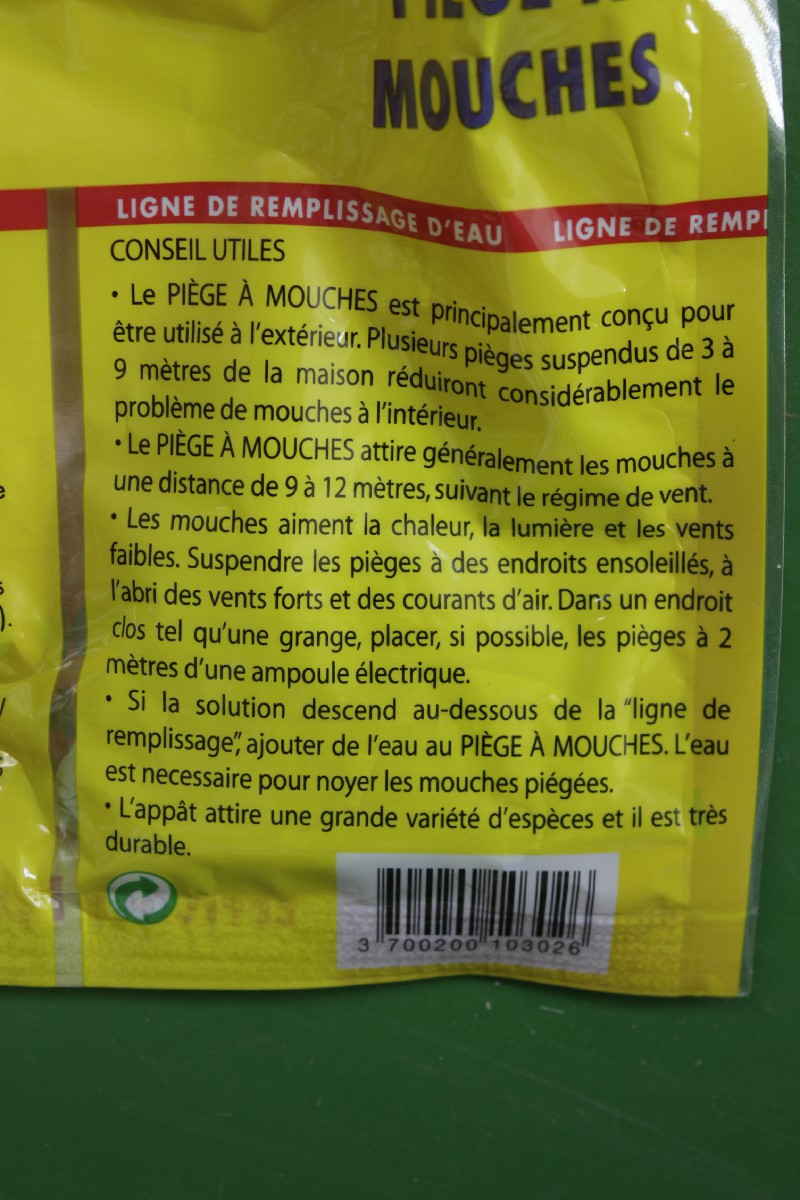 MOUCHES
LIGNE DE REMPLISSAGE D'EAU LIGNE DE REMPI
CONSEIL UTILES
• Le PIÈGE À MOUCHES est principalement conçu pour
être utilisé à l'extérieur. Plusieurs pièges suspendus de 3 à
9 mètres de la maison réduiront considérablement le
problème de mouches à l'intérieur.
• Le PIÈGE À MOUCHES attire généralement les mouches à
une distance de 9 à 12 mètres, suivant le régime de vent.
• Les mouches aiment la chaleur, la lumière et les vents
faibles. Suspendre les pièges à des endroits ensoleillés, à
l'abri des vents forts et des courants d'air. Dans un endroit
clos tel qu'une grange, placer, si possible, les pièges à 2
mètres d'une ampoule électrique.
• Si la solution descend au-dessous de la "ligne de
remplissage", ajouter de l'eau au PIÈGE À MOUCHES. L'eau
est necessaire pour noyer les mouches piégées.
• L'appât attire une grande variété d'espèces et il est très
durable.
3 700200 103026